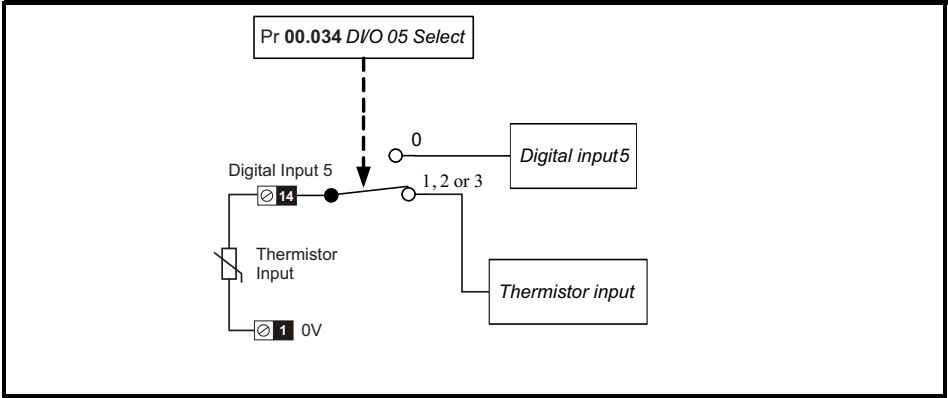 Pr 00.034 DI/O 05 Select
0
Digital input5
Digital Input 5
1, 2 or 3
14
Thermistor
Input
Thermistor input
1 0V